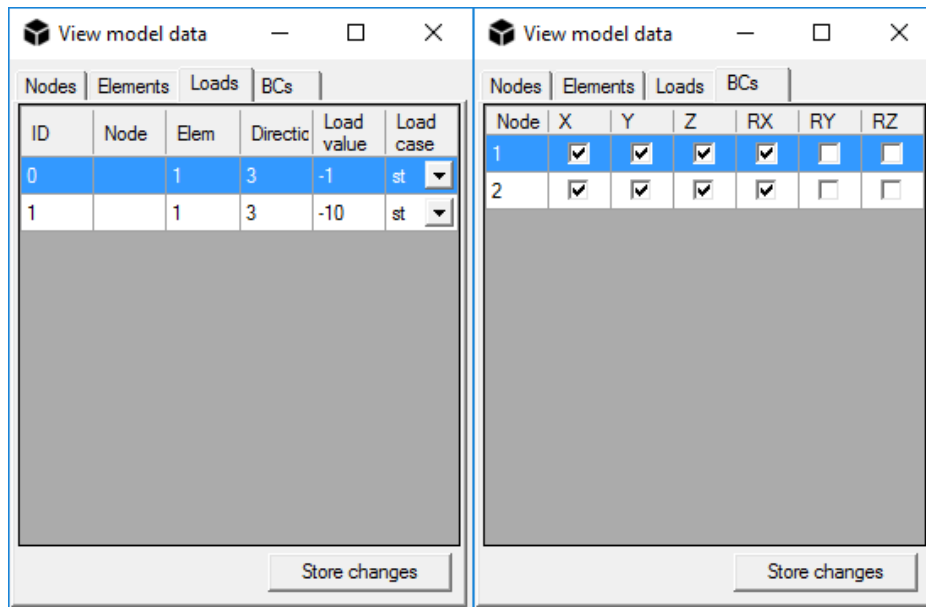 View model data
Nodes Elements Loads BCs
ID Node Elem Directic Load value Load case
0 1 3 -1 st
1 1 3 -10 st
Store changes
View model data
Nodes Elements Loads BCs
Node X Y Z RX RY RZ
1
2
Store changes